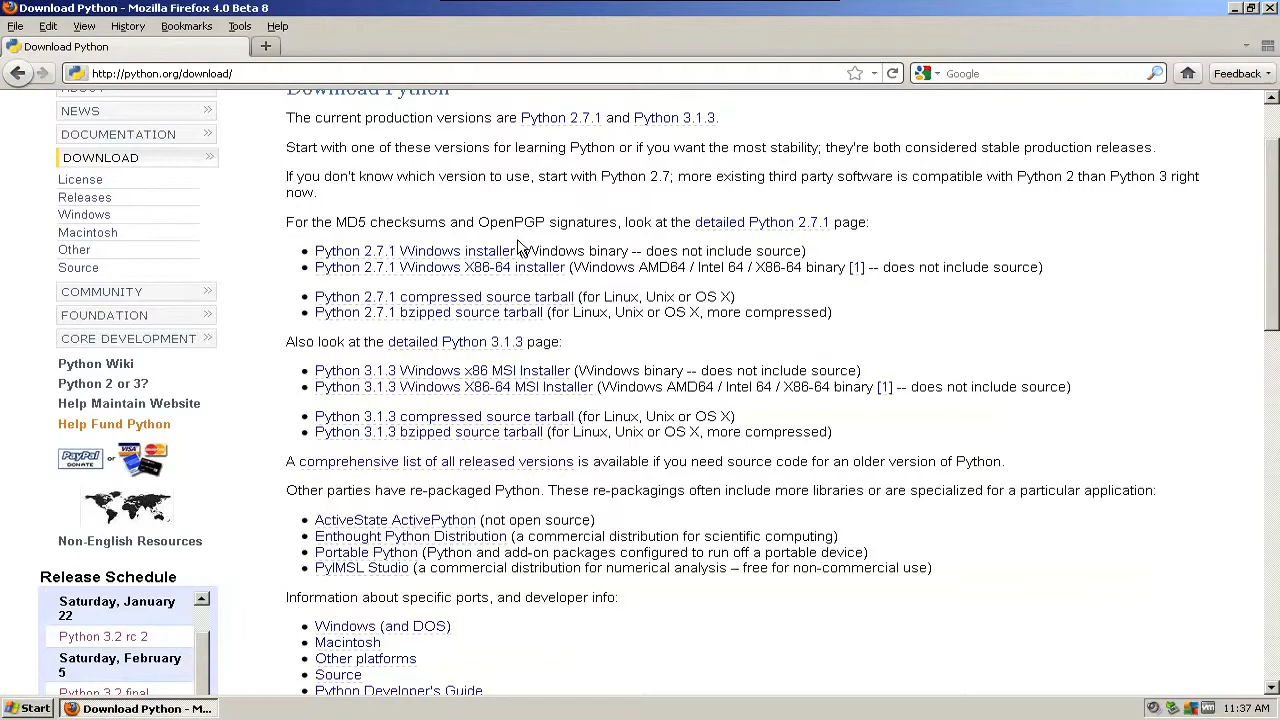 Download Python - Mozilla Firefox 4.0 Beta 8
File Edit View History Bookmarks Tools Help
Download Python
http://python.org/download/
Google
Feedback
NEWS
DOCUMENTATION
DOWNLOAD
License
Releases
Windows
Macintosh
Other
Source
COMMUNITY
FOUNDATION
CORE DEVELOPMENT
Python Wiki
Python 2 or 3?
Help Maintain Website
Help Fund Python
PayPal DONATE or VISA
Non-English Resources
Release Schedule
Saturday, January
22
Python 3.2 rc 2
Saturday, February
5
Python 3.2 final
Download Python
The current production versions are Python 2.7.1 and Python 3.1.3.
Start with one of these versions for learning Python or if you want the most stability; they're both considered stable production releases.
If you don't know which version to use, start with Python 2.7; more existing third party software is compatible with Python 2 than Python 3 right
now.
For the MD5 checksums and OpenPGP signatures, look at the detailed Python 2.7.1 page:
• Python 2.7.1 Windows installer (Windows binary -- does not include source)
• Python 2.7.1 Windows X86-64 installer (Windows AMD64 / Intel 64 / X86-64 binary [1] -- does not include source)
• Python 2.7.1 compressed source tarball (for Linux, Unix or OS X)
• Python 2.7.1 bzipped source tarball (for Linux, Unix or OS X, more compressed)
Also look at the detailed Python 3.1.3 page:
• Python 3.1.3 Windows x86 MSI Installer (Windows binary -- does not include source)
• Python 3.1.3 Windows X86-64 MSI Installer (Windows AMD64 / Intel 64 / X86-64 binary [1] -- does not include source)
• Python 3.1.3 compressed source tarball (for Linux, Unix or OS X)
• Python 3.1.3 bzipped source tarball (for Linux, Unix or OS X, more compressed)
A comprehensive list of all released versions is available if you need source code for an older version of Python.
Other parties have re-packaged Python. These re-packagings often include more libraries or are specialized for a particular application:
• ActiveState ActivePython (not open source)
• Enthought Python Distribution (a commercial distribution for scientific computing)
• Portable Python (Python and add-on packages configured to run off a portable device)
• PyIMSL Studio (a commercial distribution for numerical analysis – free for non-commercial use)
Information about specific ports, and developer info:
• Windows (and DOS)
• Macintosh
• Other platforms
• Source
• Python Developer's Guide
Start
Download Python - M...
11:37 AM